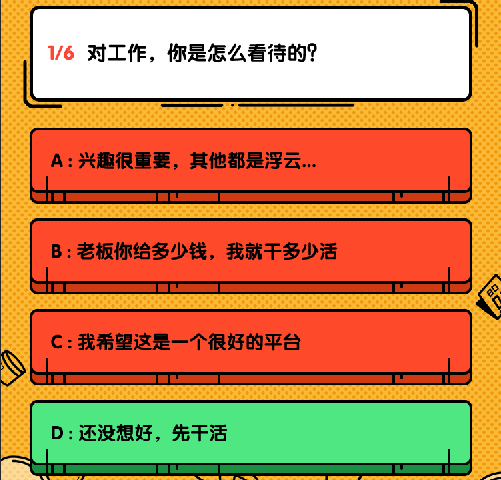 1/6 对工作，你是怎么看待的?
A : 兴趣很重要，其他都是浮云...
B : 老板你给多少钱，我就干多少活
C : 我希望这是一个很好的平台
D : 还没想好，先干活